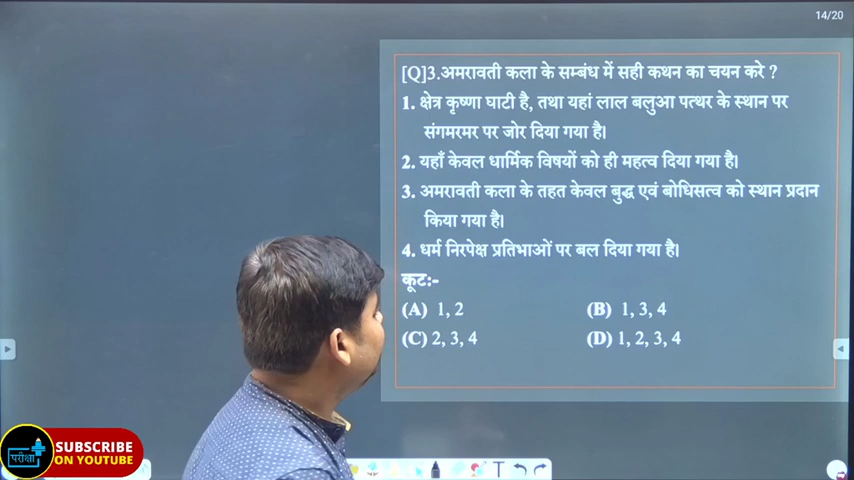 14/20
[Q]3.अमरावती कला के सम्बंध में सही कथन का चयन करे ?
1. क्षेत्र कृष्णा घाटी है, तथा यहां लाल बलुआ पत्थर के स्थान पर
संगमरमर पर जोर दिया गया है।
2. यहाँ केवल धार्मिक विषयों को ही महत्व दिया गया है।
3. अमरावती कला के तहत केवल बुद्ध एवं बोधिसत्व को स्थान प्रदान
किया गया है।
4. धर्म निरपेक्ष प्रतिभाओं पर बल दिया गया है।
कूट:-
(A) 1, 2
(B) 1, 3, 4
(C) 2, 3, 4
(D) 1, 2, 3, 4
परीक्षा
SUBSCRIBE
ON YOUTUBE
T